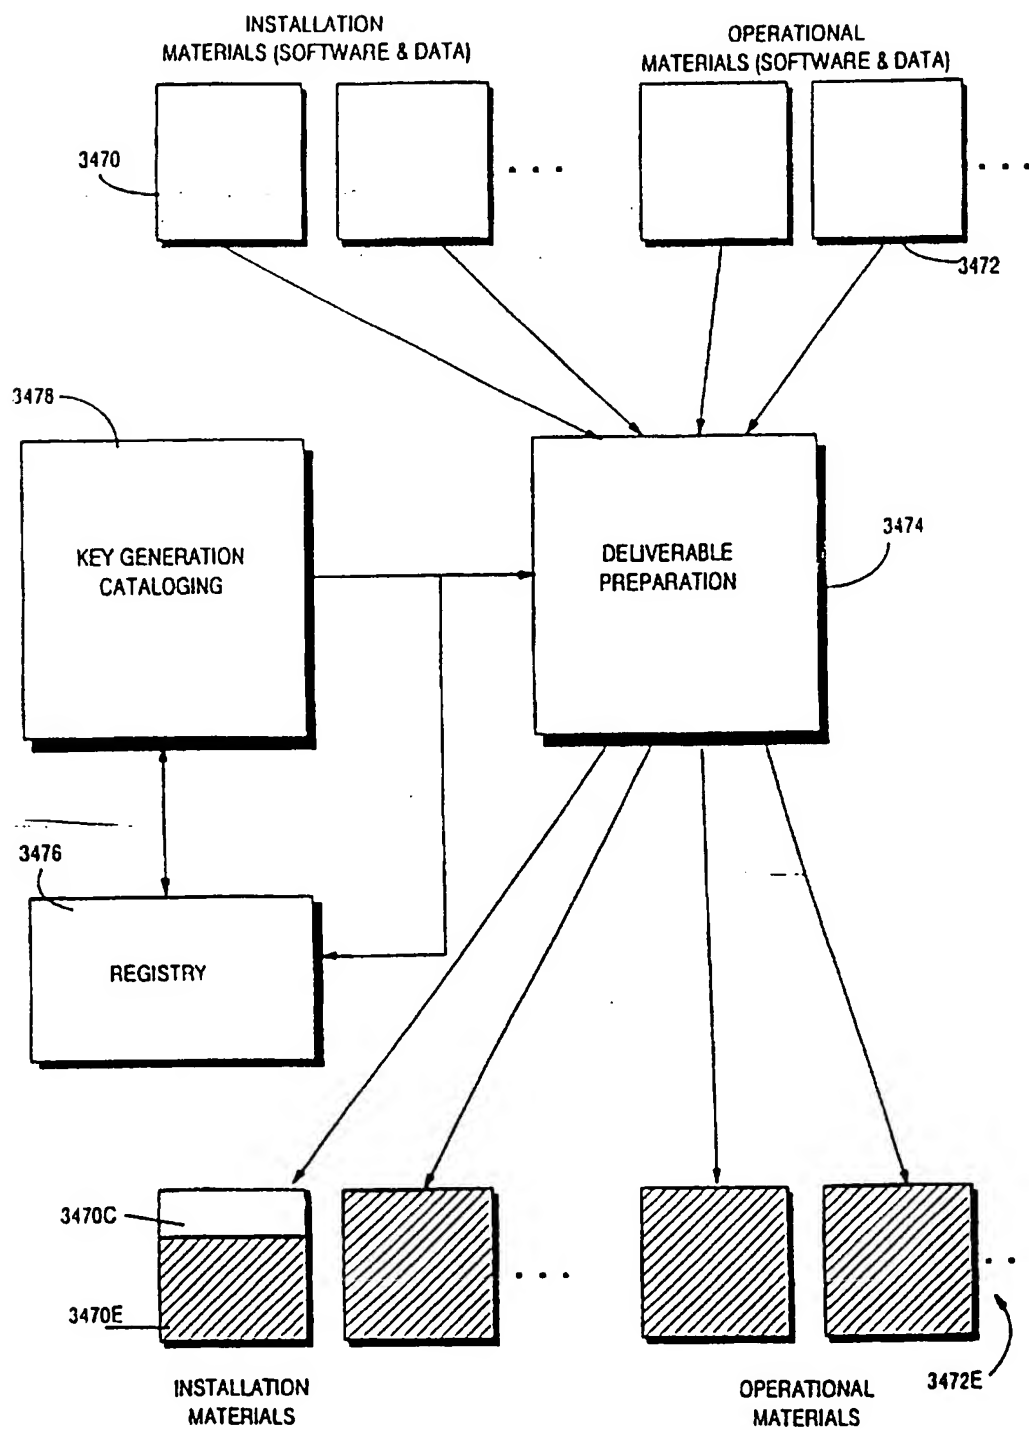 INSTALLATION
MATERIALS (SOFTWARE & DATA)
OPERATIONAL
MATERIALS (SOFTWARE & DATA)
3470
3472
3478
KEY GENERATION
CATALOGING
DELIVERABLE
PREPARATION
3474
3476
REGISTRY
3470C
3470E
INSTALLATION
MATERIALS
OPERATIONAL
MATERIALS
3472E